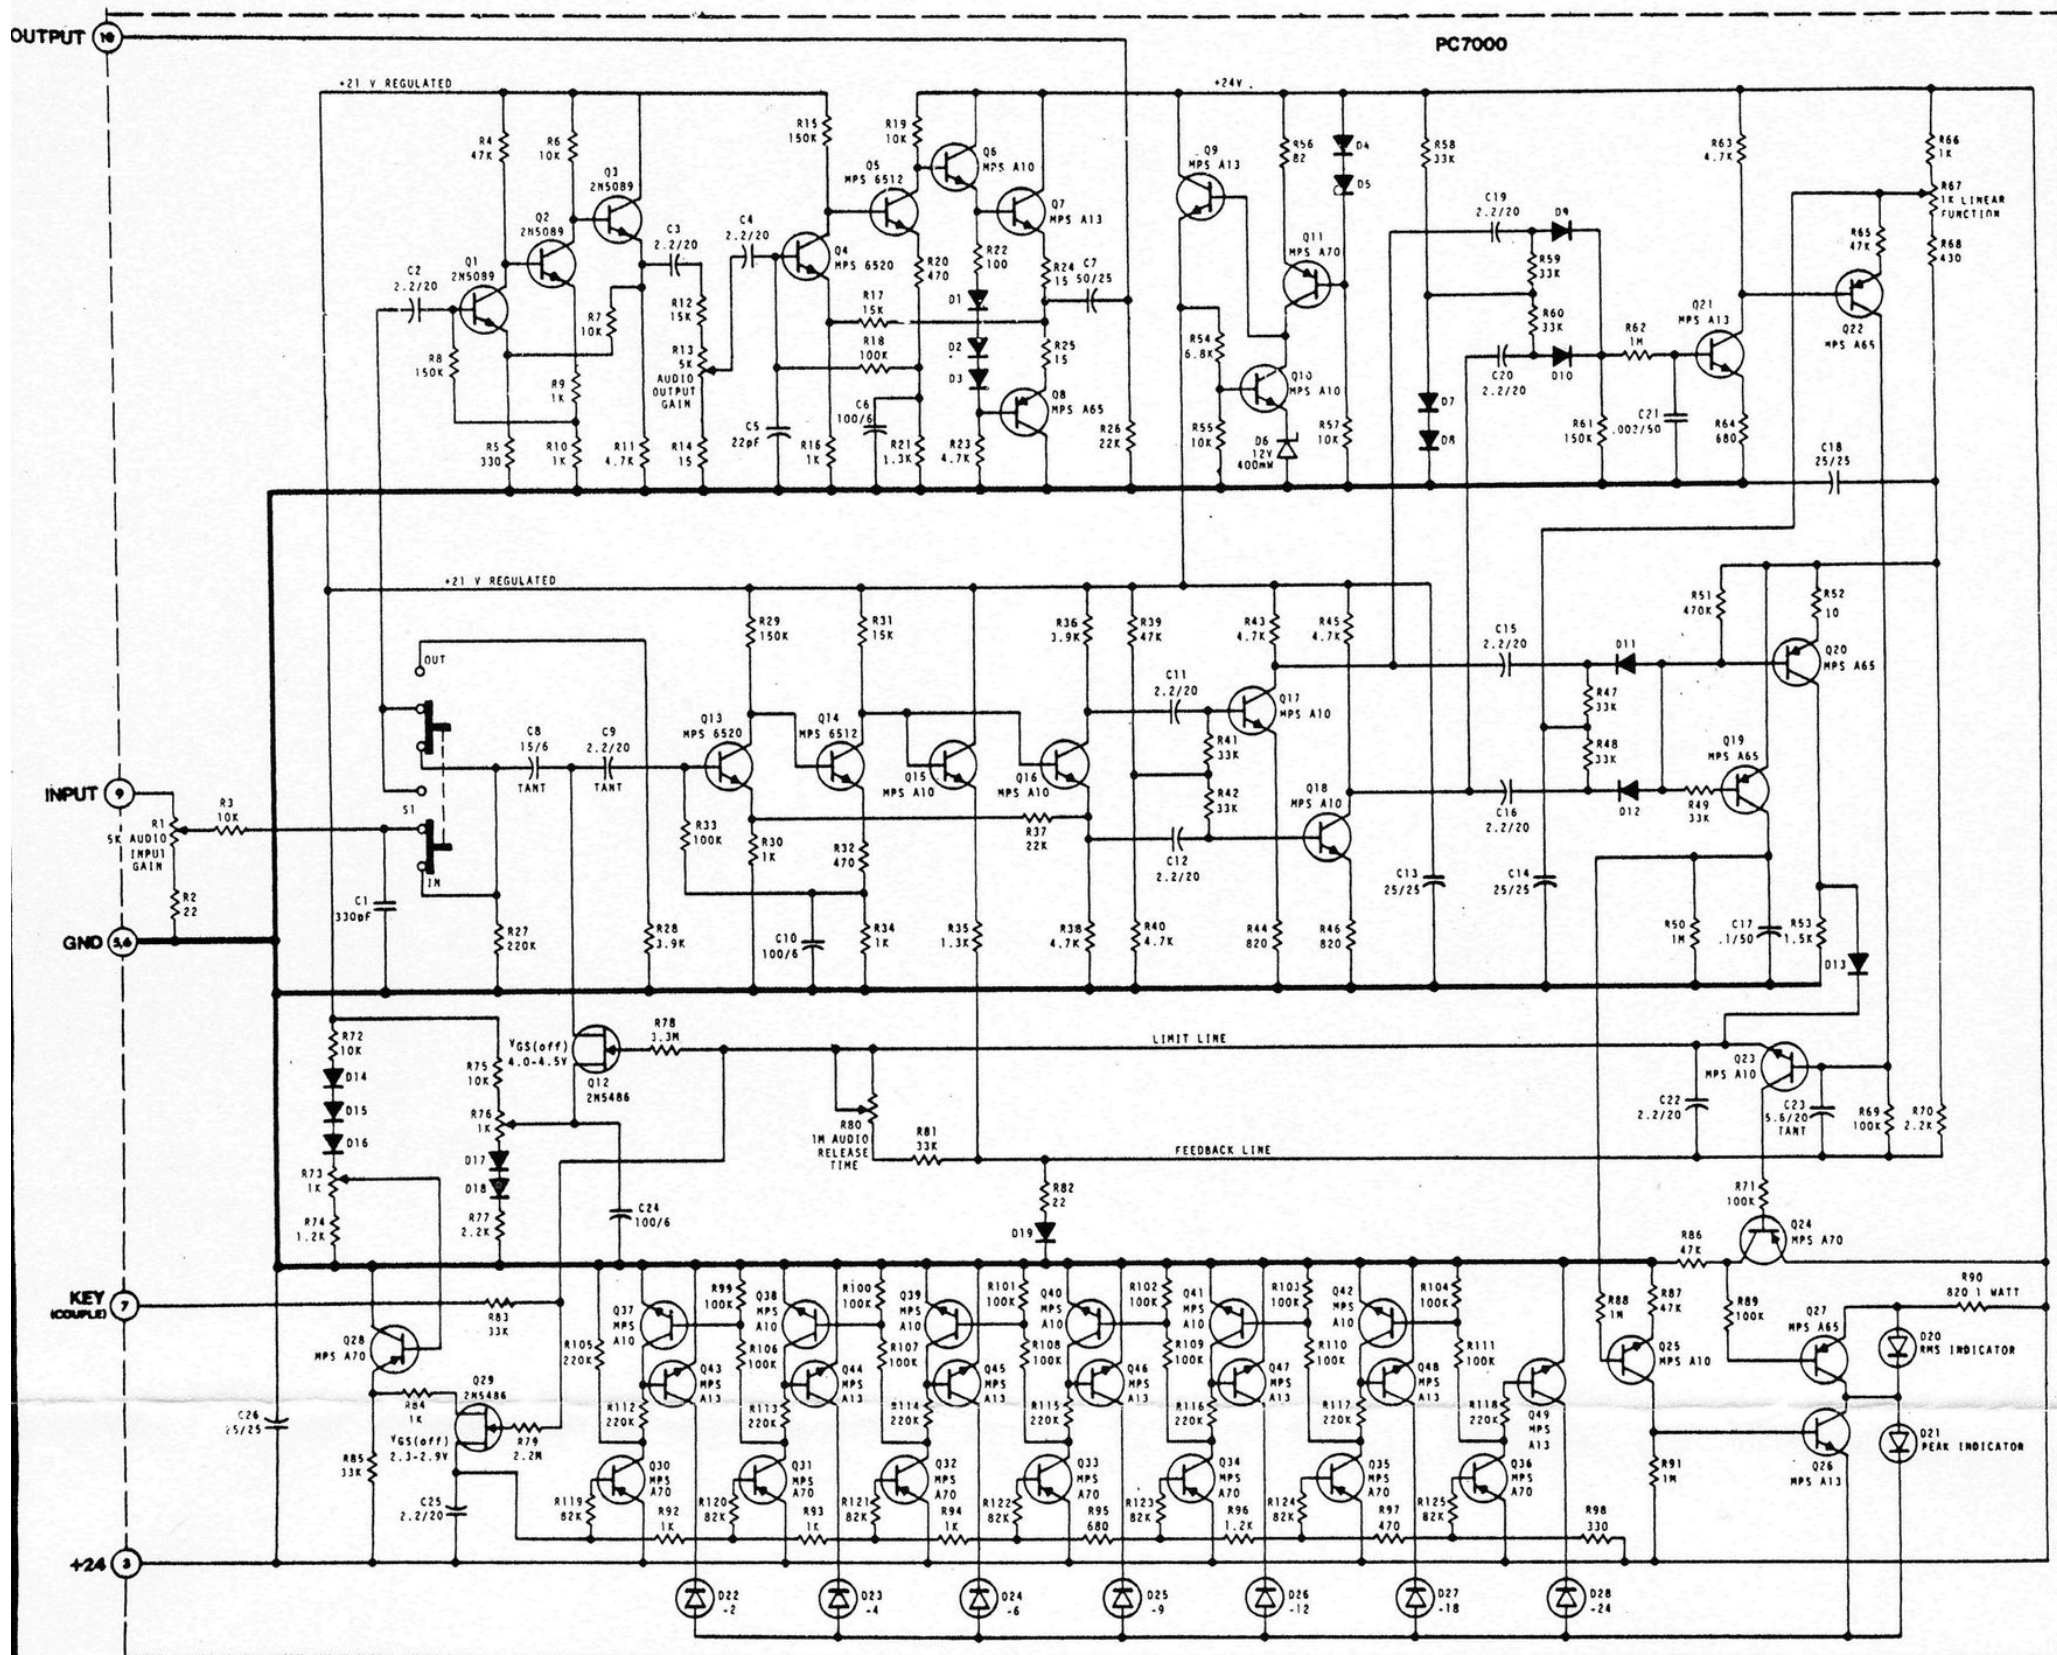 OUTPUT 10
PC7000
+21 V REGULATED
+24V.
R4
47K
R6
10K
Q3
2N5089
Q2
2N5089
Q1
2N5089
C2
2.2/20
C3
2.2/20
C4
2.2/20
R7
10K
R8
150K
R9
1K
R5
330
R10
1K
R11
4.7K
R12
15K
R13
5K
AUDIO
OUTPUT
GAIN
R14
15
R15
150K
R19
10K
Q5
MPS 6512
Q6
MPS A10
Q7
MPS A13
Q4
MPS 6520
R20
470
R22
100
R24
15
C7
50/25
R17
15K
R18
100K
D1
D2
D3
R25
15
Q8
MPS A65
C5
22pF
C6
100/6
R16
1K
R21
1.3K
R23
4.7K
R26
22K
Q9
MPS A13
R56
82
D4
D5
Q11
MPS A70
R54
6.8K
Q10
MPS A10
R55
10K
D6
12V
400mW
R57
10K
R58
33K
C19
2.2/20
D9
R59
33K
R60
33K
C20
2.2/20
D10
D7
D8
R62
1M
R61
150K
C21
.002/50
Q21
MPS A13
R63
4.7K
R64
680
R65
47K
Q22
MPS A65
R66
1K
R67
1K LINEAR
FUNCTION
R68
430
C18
25/25
+21 V REGULATED
OUT
S1
IN
INPUT 9
R1
5K AUDIO
INPUT
GAIN
R2
22
R3
10K
GND 5,6
C1
330pF
R27
220K
C8
15/6
TANT
C9
2.2/20
TANT
R28
3.9K
R29
150K
Q13
MPS 6520
R31
15K
Q14
MPS 6512
Q15
MPS A10
Q16
MPS A10
R33
100K
R30
1K
R32
470
C10
100/6
R34
1K
R35
1.3K
R36
3.9K
R37
22K
R38
4.7K
R39
47K
R40
4.7K
C11
2.2/20
R41
33K
R42
33K
C12
2.2/20
R43
4.7K
R45
4.7K
Q17
MPS A10
Q18
MPS A10
R44
820
R46
820
C13
25/25
C14
25/25
C15
2.2/20
C16
2.2/20
D11
R47
33K
R48
33K
D12
R49
33K
Q19
MPS A65
R51
470K
R52
10
Q20
MPS A65
R50
1M
C17
.1/50
R53
1.5K
D13
R72
10K
D14
D15
D16
R73
1K
R74
1.2K
R75
10K
R76
1K
D17
D18
R77
2.2K
VGS(off)
4.0-4.5V
Q12
2N5486
R78
3.3M
C24
100/6
LIMIT LINE
R80
1M AUDIO
RELEASE
TIME
R81
33K
FEEDBACK LINE
R82
22
D19
Q23
MPS A10
C22
2.2/20
C23
5.6/20
TANT
R69
100K
R70
2.2K
R71
100K
Q24
MPS A70
R86
47K
KEY 7
(COUPLE)
R83
33K
Q28
MPS A70
R84
1K
Q29
2N5486
VGS(off)
2.3-2.9V
R79
2.2M
R85
33K
C25
2.2/20
C26
25/25
+24 3
R105
220K
Q37
MPS
A10
R99
100K
Q38
MPS
A10
R100
100K
Q39
MPS
A10
R101
100K
Q40
MPS
A10
R102
100K
Q41
MPS
A10
R103
100K
Q42
MPS
A10
R104
100K
R106
100K
R107
100K
R108
100K
R109
100K
R110
100K
R111
100K
Q43
MPS
A13
Q44
MPS
A13
Q45
MPS
A13
Q46
MPS
A13
Q47
MPS
A13
Q48
MPS
A13
Q49
MPS
A13
R112
220K
R113
220K
R114
220K
R115
220K
R116
220K
R117
220K
R118
220K
Q30
MPS
A70
Q31
MPS
A70
Q32
MPS
A70
Q33
MPS
A70
Q34
MPS
A70
Q35
MPS
A70
Q36
MPS
A70
R119
82K
R120
82K
R121
82K
R122
82K
R123
82K
R124
82K
R125
82K
R92
1K
R93
1K
R94
1K
R95
680
R96
1.2K
R97
470
R98
330
R88
1M
R87
47K
Q25
MPS A10
R89
100K
Q27
MPS A65
R90
820 1 WATT
D20
RMS INDICATOR
D21
PEAK INDICATOR
Q26
MPS A13
R91
1M
D22
-2
D23
-4
D24
-6
D25
-9
D26
-12
D27
-18
D28
-24